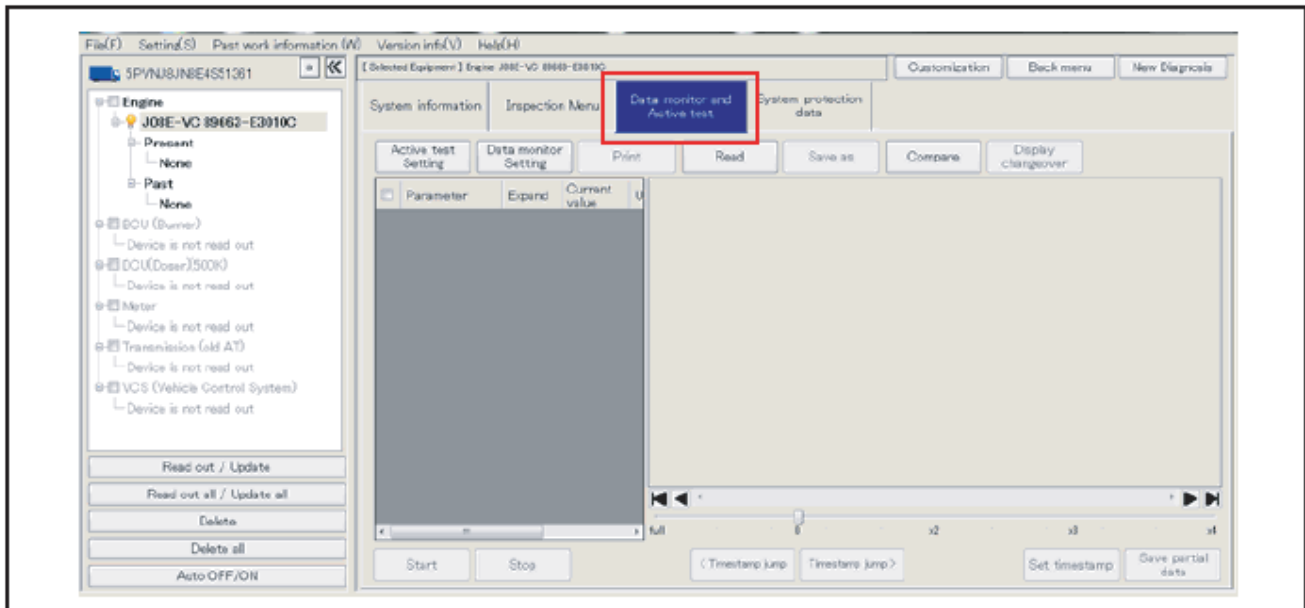 File(F) Setting(S) Past work information (W) Version info(V) Help(H)
5PVNJ8JN8E4S51361
[ Selected Equipment ] Engine J08E-VC 89663-E3010C
Customization Back menu New Diagnosis
System information Inspection Menu Data monitor and Active test System protection data
Engine
J08E-VC 89663-E3010C
Present
None
Past
None
BCU (Burner)
Device is not read out
DCU(Doser)(500K)
Device is not read out
Meter
Device is not read out
Transmission (old AT)
Device is not read out
VCS (Vehicle Control System)
Device is not read out
Read out / Update
Read out all / Update all
Delete
Delete all
Auto OFF/ON
Active test Setting Data monitor Setting Print Read Save as Compare Display changeover
Parameter Expand Current value U
full 0 x2 x3 x4
Start Stop < Timestamp jump Timestamp jump > Set timestamp Save partial data